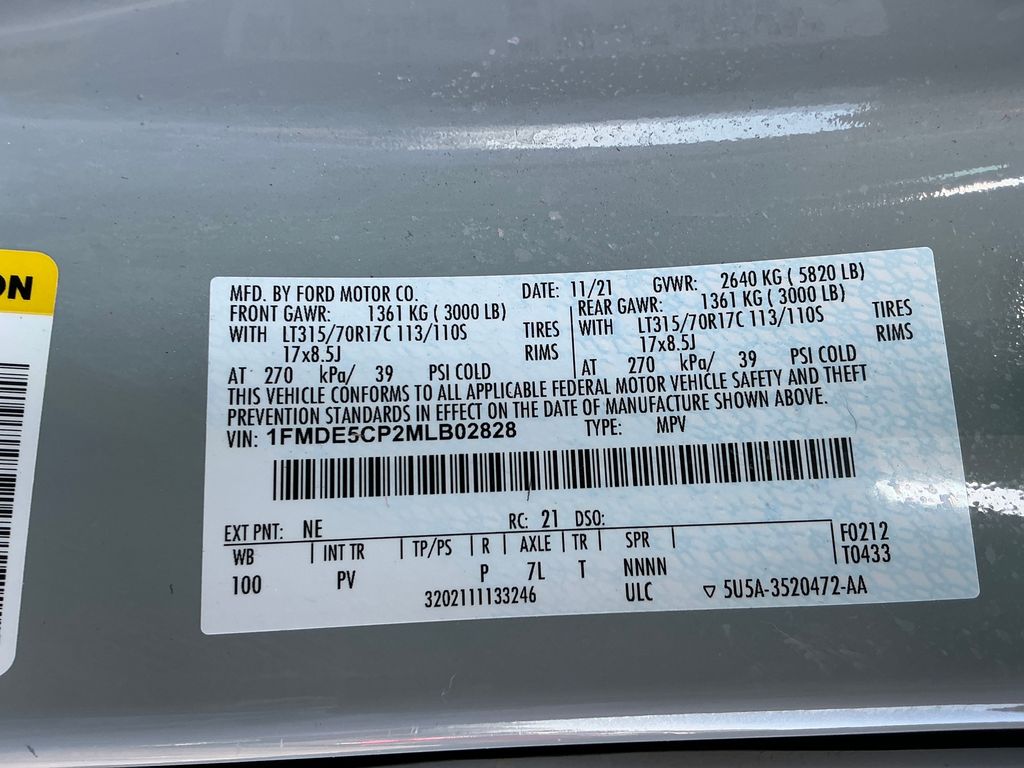 ON
MFD. BY FORD MOTOR CO. DATE: 11/21 GVWR: 2640 KG ( 5820 LB)
FRONT GAWR: 1361 KG ( 3000 LB) REAR GAWR: 1361 KG ( 3000 LB)
WITH LT315/70R17C 113/110S TIRES WITH LT315/70R17C 113/110S TIRES
17x8.5J RIMS 17x8.5J RIMS
AT 270 kPa/ 39 PSI COLD AT 270 kPa/ 39 PSI COLD
THIS VEHICLE CONFORMS TO ALL APPLICABLE FEDERAL MOTOR VEHICLE SAFETY AND THEFT
PREVENTION STANDARDS IN EFFECT ON THE DATE OF MANUFACTURE SHOWN ABOVE.
VIN: 1FMDE5CP2MLB02828 TYPE: MPV
EXT PNT: NE RC: 21 DSO:
WB INT TR TP/PS R AXLE TR SPR F0212
100 PV P 7L T NNNN T0433
3202111133246 ULC ▽ 5U5A-3520472-AA